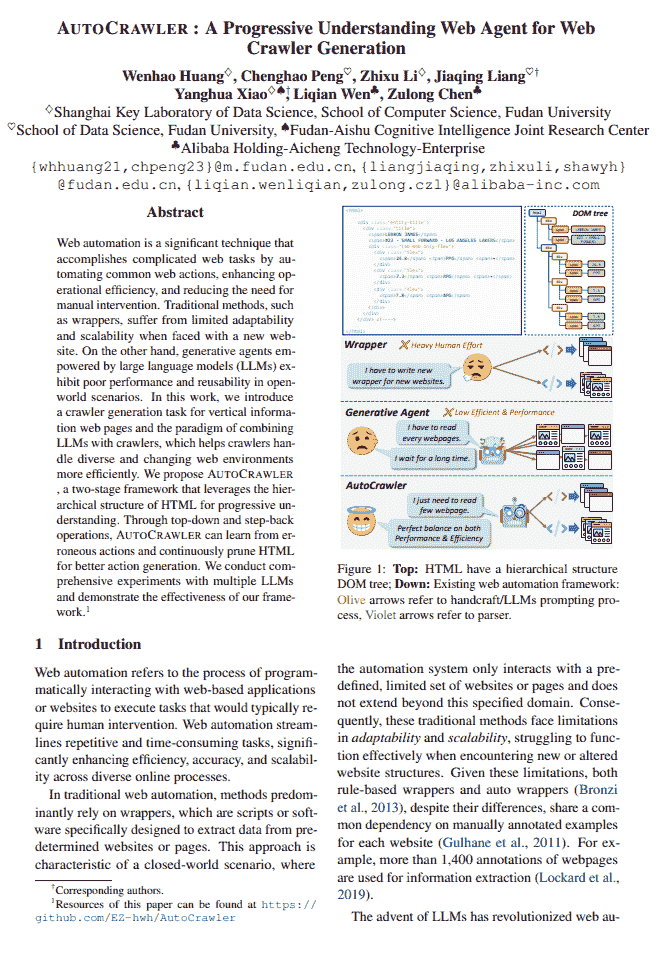 AUTOCRAWLER : A Progressive Understanding Web Agent for Web
Crawler Generation
Wenhao Huang♢, Chenghao Peng♡, Zhixu Li♢, Jiaqing Liang♡†
Yanghua Xiao♢♠†, Liqian Wen♣, Zulong Chen♣
♢Shanghai Key Laboratory of Data Science, School of Computer Science, Fudan University
♡School of Data Science, Fudan University, ♠Fudan-Aishu Cognitive Intelligence Joint Research Center
♣Alibaba Holding-Aicheng Technology-Enterprise
{whhuang21,chpeng23}@m.fudan.edu.cn, {liangjiaqing,zhixuli,shawyh}
@fudan.edu.cn, {liqian.wenliqian,zulong.czl}@alibaba-inc.com
Abstract
Web automation is a significant technique that
accomplishes complicated web tasks by au-
tomating common web actions, enhancing op-
erational efficiency, and reducing the need for
manual intervention. Traditional methods, such
as wrappers, suffer from limited adaptability
and scalability when faced with a new web-
site. On the other hand, generative agents em-
powered by large language models (LLMs) ex-
hibit poor performance and reusability in open-
world scenarios. In this work, we introduce
a crawler generation task for vertical informa-
tion web pages and the paradigm of combining
LLMs with crawlers, which helps crawlers han-
dle diverse and changing web environments
more efficiently. We propose AUTOCRAWLER
, a two-stage framework that leverages the hier-
archical structure of HTML for progressive un-
derstanding. Through top-down and step-back
operations, AUTOCRAWLER can learn from er-
roneous actions and continuously prune HTML
for better action generation. We conduct com-
prehensive experiments with multiple LLMs
and demonstrate the effectiveness of our frame-
work.1
DOM tree
Wrapper
Heavy Human Effort
I have to write new
wrapper for new websites.
Generative Agent
Low Efficient & Performance
I have to read
every webpages.
I wait for a long time.
AutoCrawler
I just need to read
few webpage.
Perfect balance on both
Performance & Efficiency
Figure 1: Top: HTML have a hierarchical structure
DOM tree; Down: Existing web automation framework:
Olive arrows refer to handcraft/LLMs prompting pro-
cess, Violet arrows refer to parser.
1 Introduction
Web automation refers to the process of program-
matically interacting with web-based applications
or websites to execute tasks that would typically re-
quire human intervention. Web automation stream-
lines repetitive and time-consuming tasks, signifi-
cantly enhancing efficiency, accuracy, and scalabil-
ity across diverse online processes.
In traditional web automation, methods predom-
inantly rely on wrappers, which are scripts or soft-
ware specifically designed to extract data from pre-
determined websites or pages. This approach is
characteristic of a closed-world scenario, where
†Corresponding authors.
1Resources of this paper can be found at https://
github.com/EZ-hwh/AutoCrawler
the automation system only interacts with a pre-
defined, limited set of websites or pages and does
not extend beyond this specified domain. Conse-
quently, these traditional methods face limitations
in adaptability and scalability, struggling to func-
tion effectively when encountering new or altered
website structures. Given these limitations, both
rule-based wrappers and auto wrappers (Bronzi
et al., 2013), despite their differences, share a com-
mon dependency on manually annotated examples
for each website (Gulhane et al., 2011). For ex-
ample, more than 1,400 annotations of webpages
are used for information extraction (Lockard et al.,
2019).
The advent of LLMs has revolutionized web au-